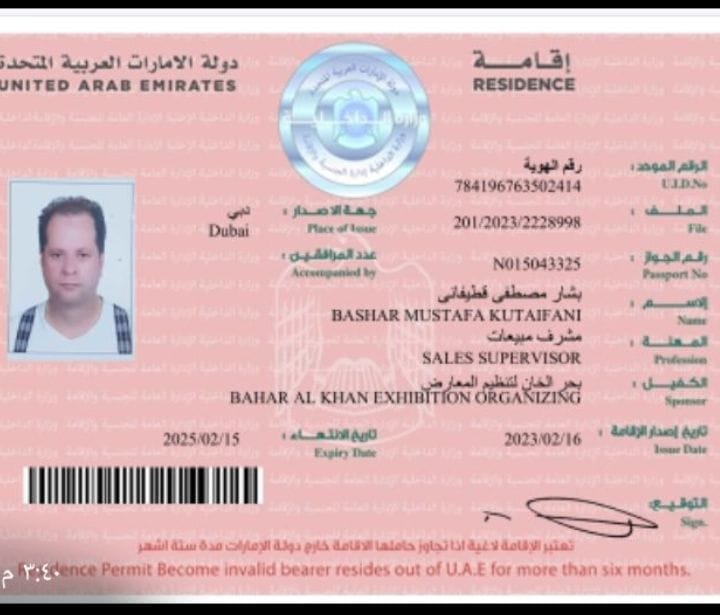 دولة الامارات العربية المتحدة
UNITED ARAB EMIRATES
إقامة
RESIDENCE
الرقم الموحد :
U.I.D.No
رقم الهوية
784196763502414
الملف :
File
201/2023/2228998
جهة الاصدار :
Place of Issue
دبي
Dubai
رقم الجواز :
Passport No
N015043325
عدد المرافقين :
Accompanied by
الاسم :
Name
بشار مصطفى قطيفانى
BASHAR MUSTAFA KUTAIFANI
المهنة :
Profession
مشرف مبيعات
SALES SUPERVISOR
الكفيل :
Sponsor
بحر الخان لتنظيم المعارض
BAHAR AL KHAN EXHIBITION ORGANIZING
تاريخ إصدار الإقامة :
Issue Date
2023/02/16
تاريخ الانتهاء :
Expiry Date
2025/02/15
التوقيع:
Sign.
تعتبر الإقامة لاغية اذا تجاوز حاملها الاقامة خارج دولة الإمارات مدة ستة اشهر
Residence Permit Become invalid bearer resides out of U.A.E for more than six months.
٣:٤٠ م